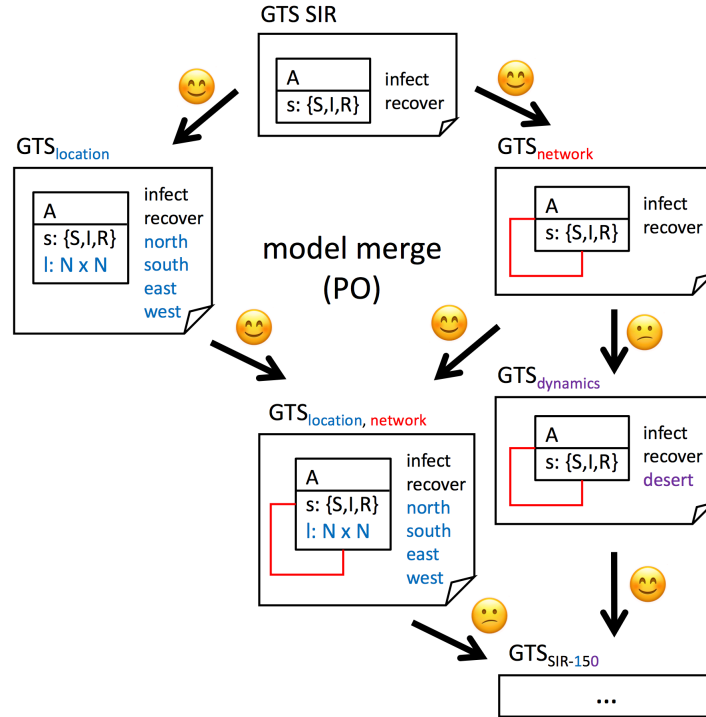 GTS SIR
A
s: {S,I,R}
infect
recover
GTSlocation
A
s: {S,I,R}
l: N x N
infect
recover
north
south
east
west
GTSnetwork
A
s: {S,I,R}
infect
recover
model merge
(PO)
GTSlocation, network
A
s: {S,I,R}
l: N x N
infect
recover
north
south
east
west
GTSdynamics
A
s: {S,I,R}
infect
recover
desert
GTSSIR-150
...